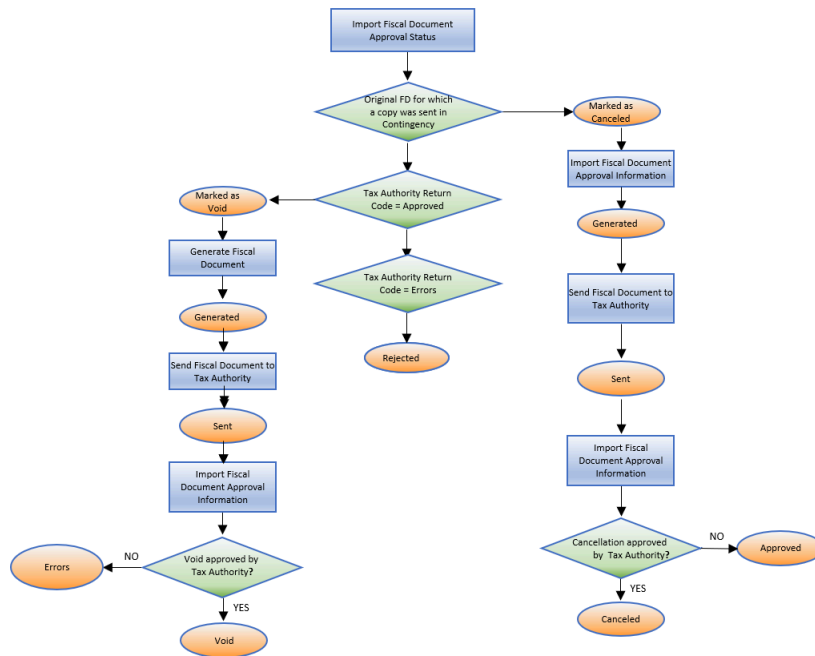 Import Fiscal Document
Approval Status
Original FD for which
a copy was sent in
Contingency
Marked as
Canceled
Import Fiscal Document
Approval Information
Marked as
Void
Tax Authority Return
Code = Approved
Generated
Generate Fiscal
Document
Tax Authority Return
Code = Errors
Send Fiscal Document to
Tax Authority
Generated
Rejected
Send Fiscal Document to
Tax Authority
Sent
Sent
Import Fiscal
Document Approval
Information
Import Fiscal
Document Approval
Information
Void approved by
Tax Authority?
NO
Errors
YES
Void
Cancellation approved
by Tax Authority?
NO
Approved
YES
Canceled